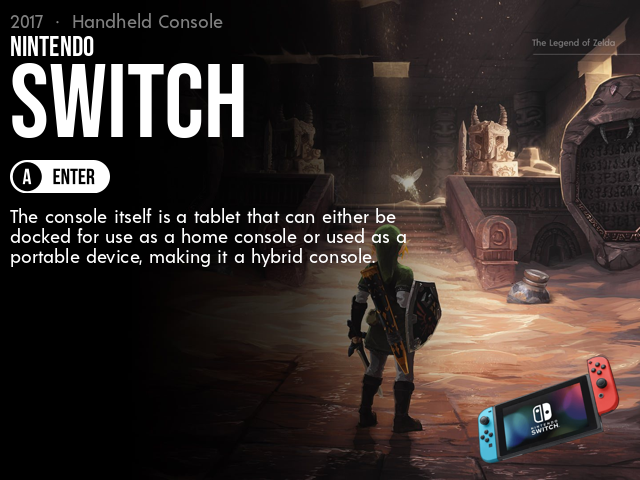 2017 · Handheld Console
NINTENDO
SWITCH
The Legend of Zelda
A ENTER
The console itself is a tablet that can either be
docked for use as a home console or used as a
portable device, making it a hybrid console.
NINTENDO
SWITCH